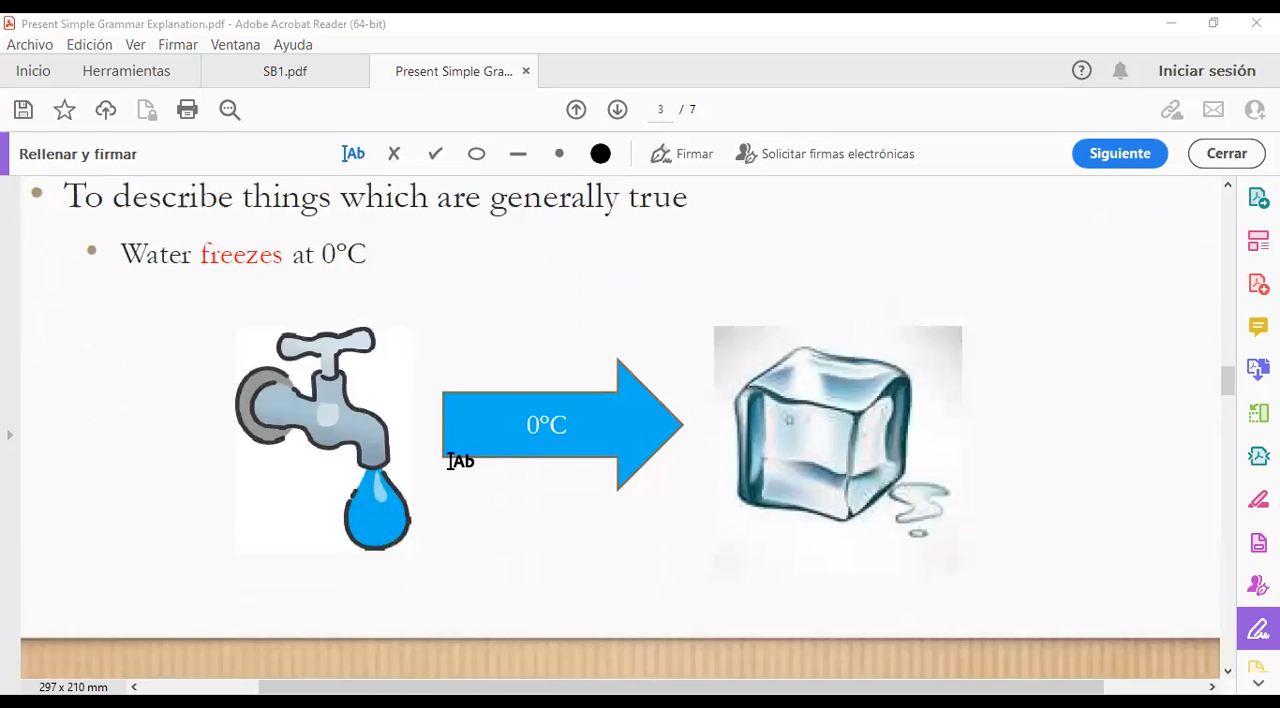 Present Simple Grammar Explanation.pdf - Adobe Acrobat Reader (64-bit)
Archivo Edición Ver Firmar Ventana Ayuda
Inicio Herramientas SB1.pdf Present Simple Gra... × Iniciar sesión
3 / 7
Rellenar y firmar Ab Firmar Solicitar firmas electrónicas Siguiente Cerrar
• To describe things which are generally true
• Water freezes at 0°C
0°C
Ab
297 x 210 mm